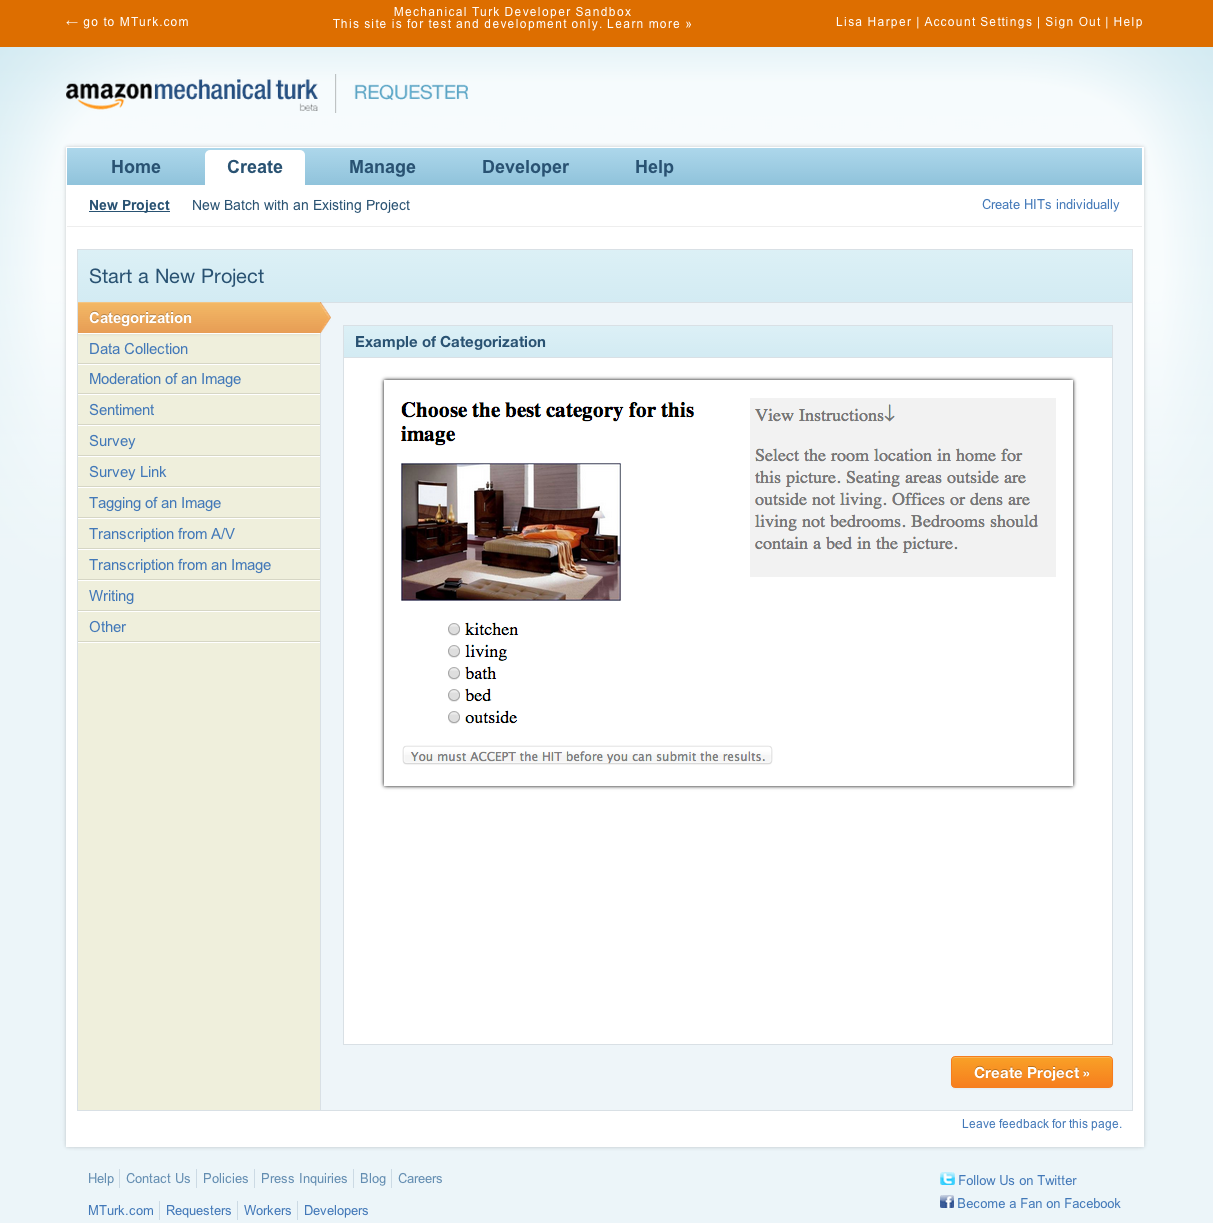 ← go to MTurk.com
Mechanical Turk Developer Sandbox
This site is for test and development only. Learn more »
Lisa Harper | Account Settings | Sign Out | Help
amazonmechanical turk
beta
REQUESTER
Home Create Manage Developer Help
New Project New Batch with an Existing Project Create HITs individually
Start a New Project
Categorization
Data Collection
Moderation of an Image
Sentiment
Survey
Survey Link
Tagging of an Image
Transcription from A/V
Transcription from an Image
Writing
Other
Example of Categorization
Choose the best category for this
image
View Instructions↓
Select the room location in home for
this picture. Seating areas outside are
outside not living. Offices or dens are
living not bedrooms. Bedrooms should
contain a bed in the picture.
kitchen
living
bath
bed
outside
You must ACCEPT the HIT before you can submit the results.
Create Project »
Leave feedback for this page.
Help | Contact Us | Policies | Press Inquiries | Blog | Careers
MTurk.com | Requesters | Workers | Developers
Follow Us on Twitter
Become a Fan on Facebook